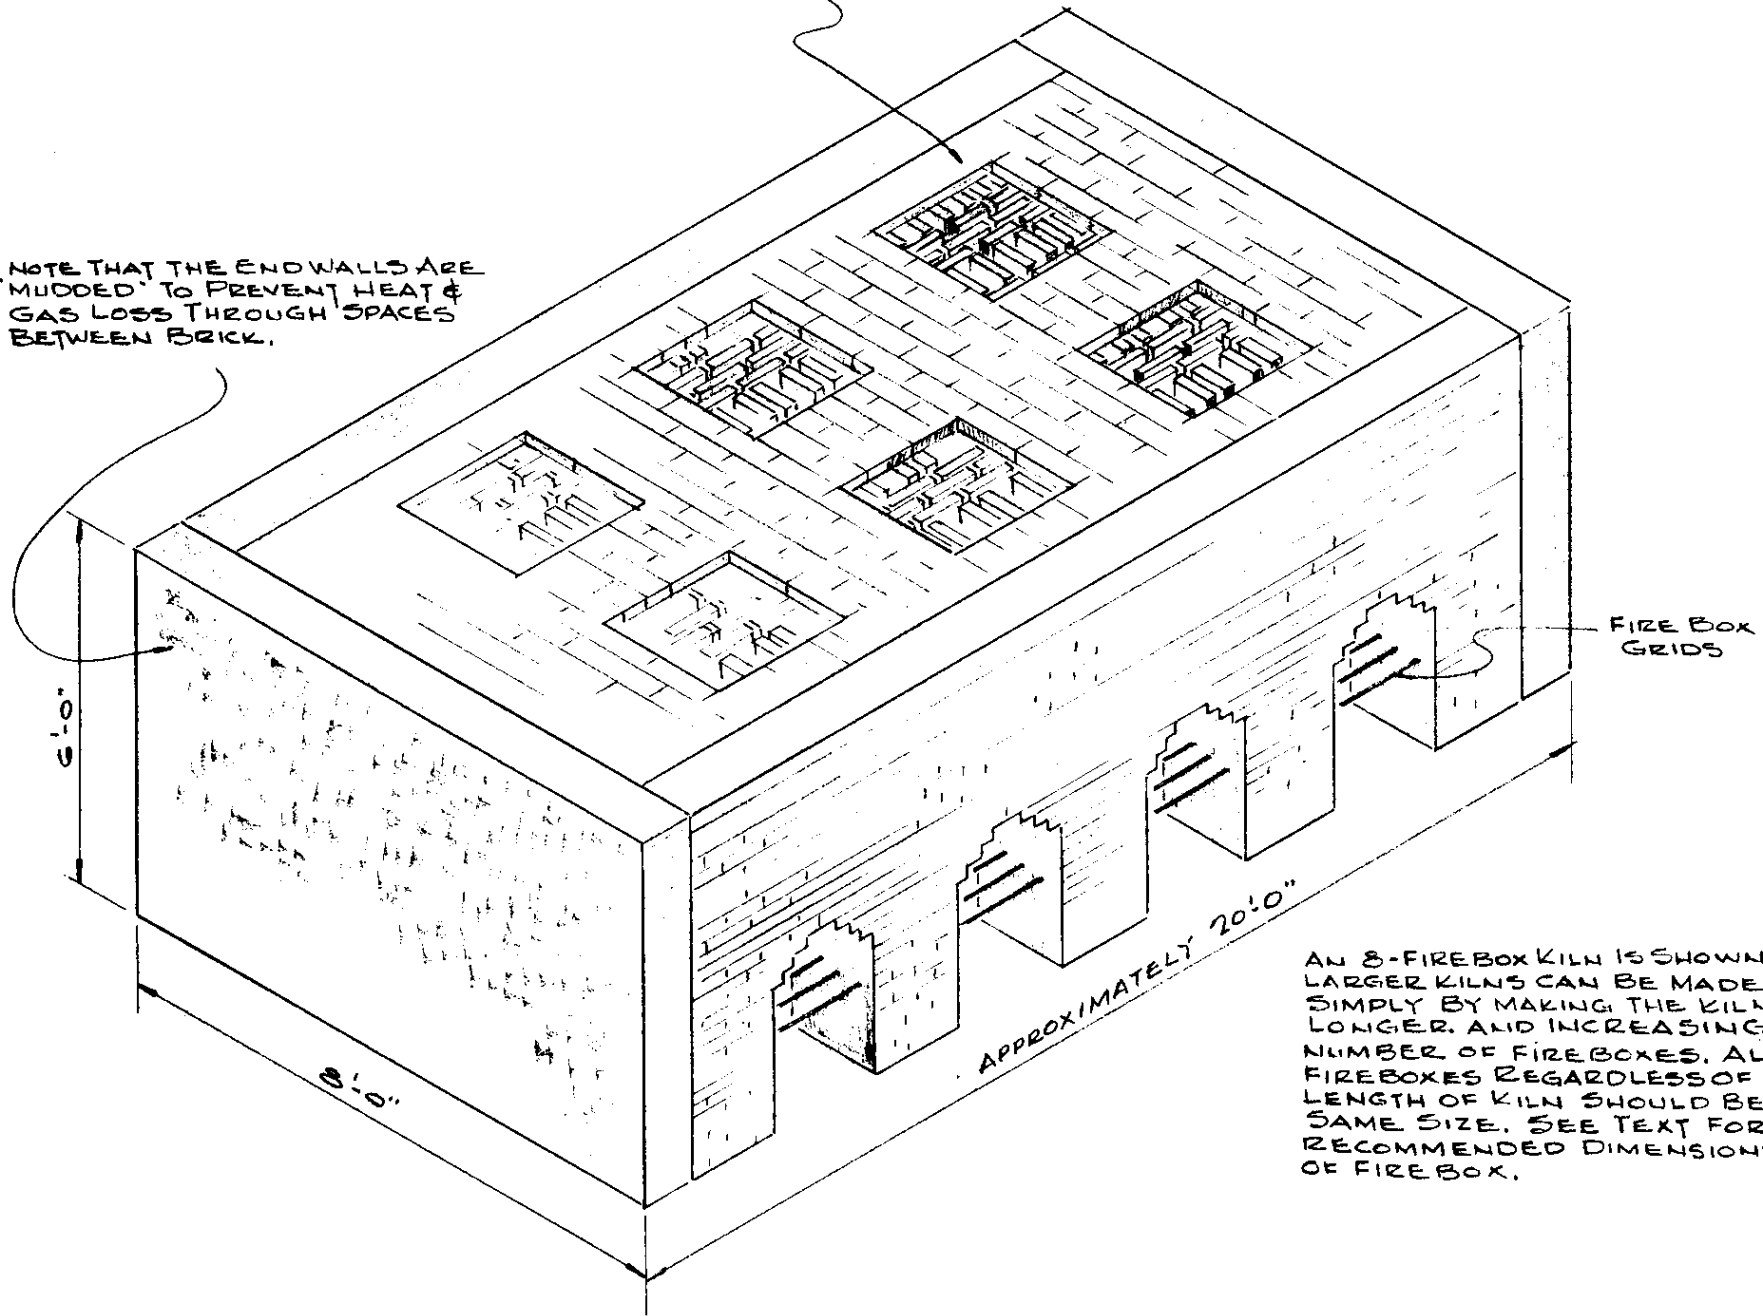 NOTE THAT THE END WALLS ARE
"MUDDED" TO PREVENT HEAT &
GAS LOSS THROUGH SPACES
BETWEEN BRICK.
FIRE BOX
GRIDS
6'-0"
8'-0"
APPROXIMATELY 20'-0"
AN 8-FIREBOX KILN IS SHOWN
LARGER KILNS CAN BE MADE
SIMPLY BY MAKING THE KILN
LONGER. AND INCREASING
NUMBER OF FIREBOXES. AL
FIREBOXES REGARDLESS OF
LENGTH OF KILN SHOULD BE
SAME SIZE. SEE TEXT FOR
RECOMMENDED DIMENSION
OF FIREBOX.